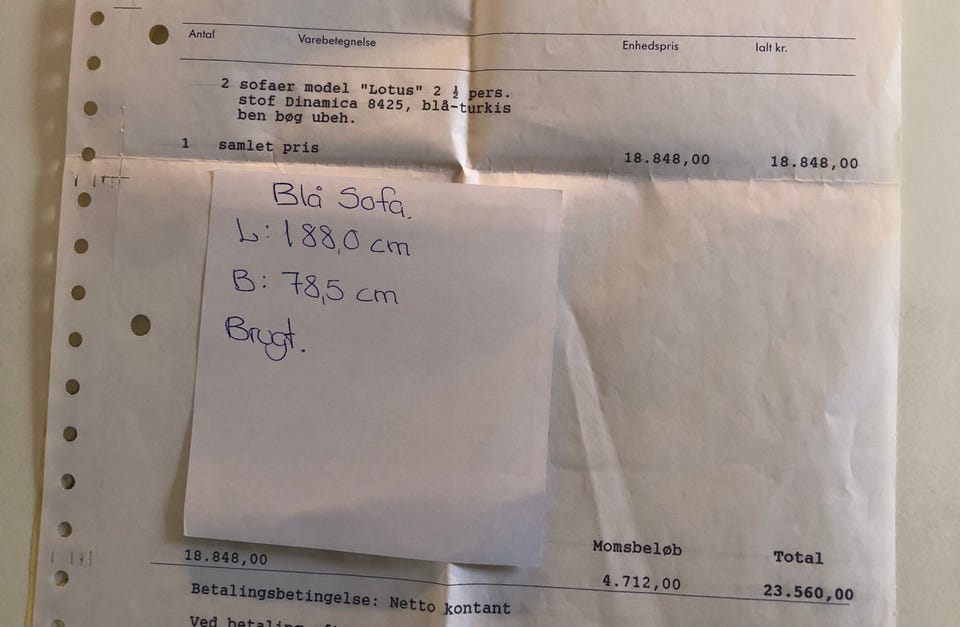 Antal Varebetegnelse Enhedspris Ialt kr.
2 sofaer model "Lotus" 2 ½ pers.
stof Dinamica 8425, blå-turkis
ben bøg ubeh.
1 samlet pris 18.848,00 18.848,00
Blå Sofa.
L: 188,0 cm
B: 78,5 cm
Brugt.
Momsbeløb Total
18.848,00 4.712,00 23.560,00
Betalingsbetingelse: Netto kontant
Ved betaling